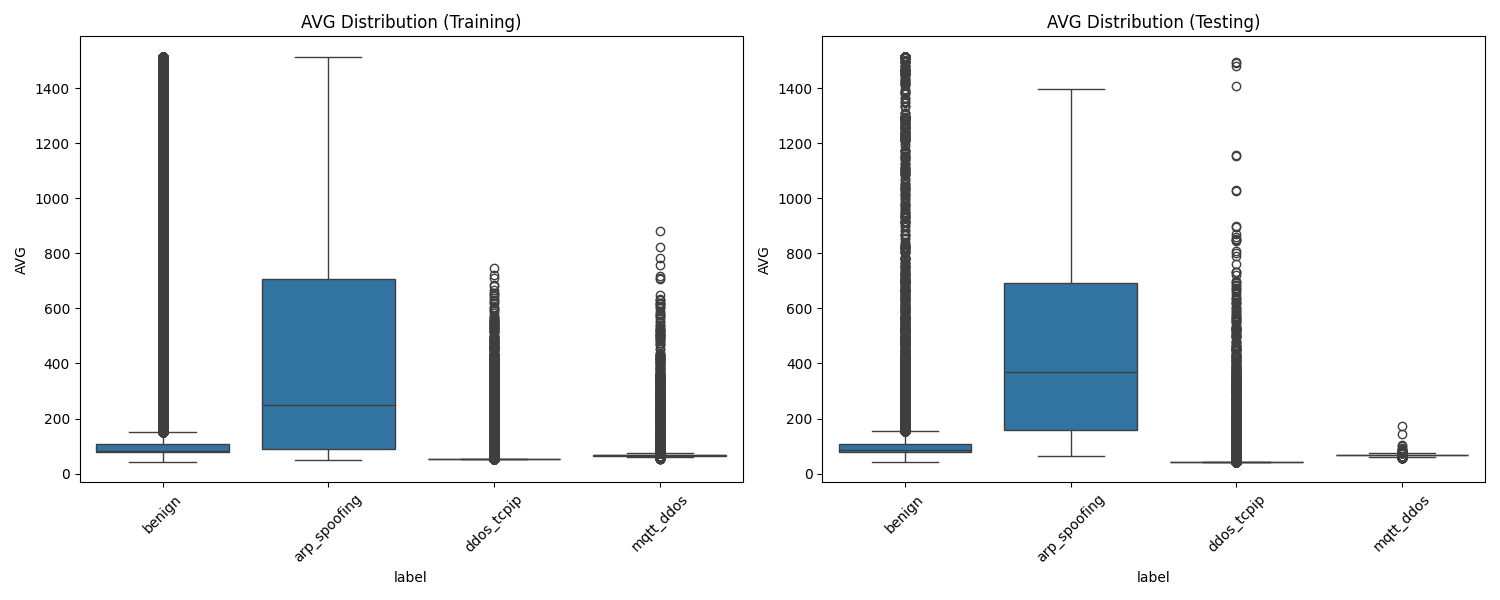 AVG Distribution (Training)
AVG
1400
1200
1000
800
600
400
200
0
benign
arp_spoofing
ddos_tcpip
mqtt_ddos
label
AVG Distribution (Testing)
AVG
1400
1200
1000
800
600
400
200
0
benign
arp_spoofing
ddos_tcpip
mqtt_ddos
label